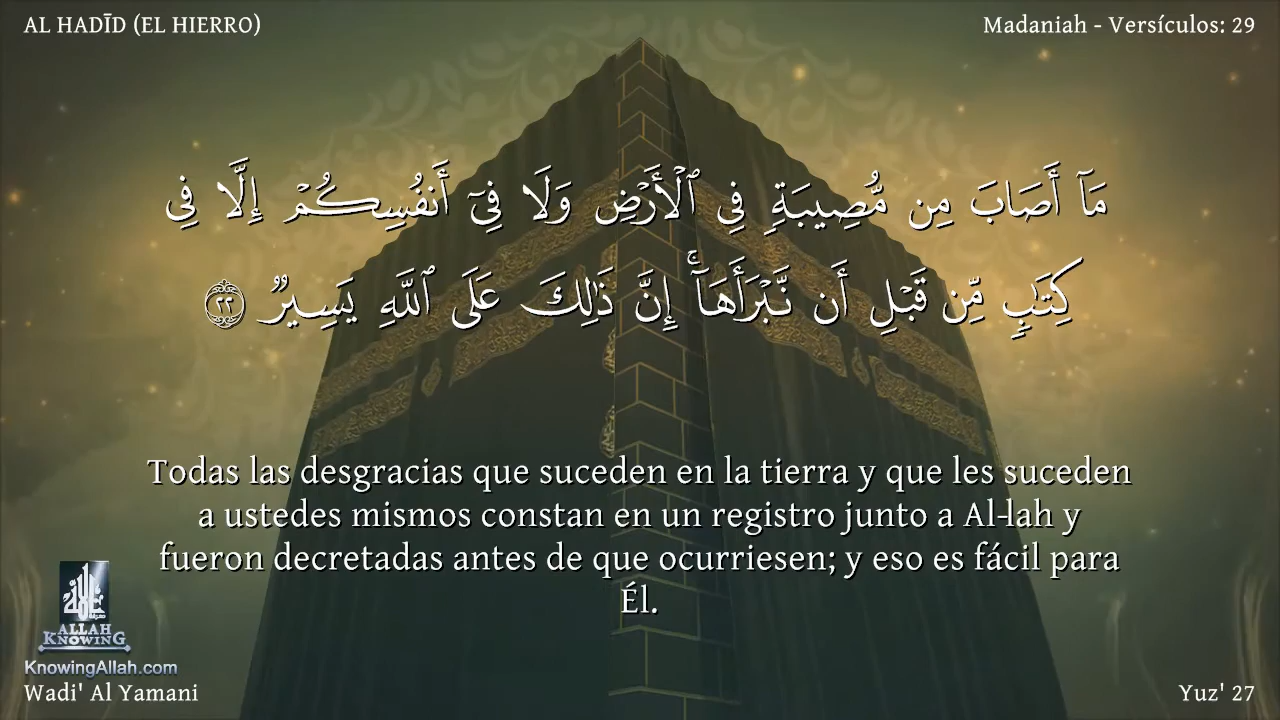 AL HADĪD (EL HIERRO)
Madaniah - Versículos: 29
مَآ أَصَابَ مِن مُّصِيبَةٍ فِي ٱلْأَرْضِ وَلَا فِيٓ أَنفُسِكُمْ إِلَّا فِي
كِتَٰبٍ مِّن قَبْلِ أَن نَّبْرَأَهَآ ۚ إِنَّ ذَٰلِكَ عَلَى ٱللَّهِ يَسِيرٌ ٢٢
Todas las desgracias que suceden en la tierra y que les suceden
a ustedes mismos constan en un registro junto a Al-lah y
fueron decretadas antes de que ocurriesen; y eso es fácil para
Él.
ALLAH
KNOWING
KnowingAllah.com
Wadi' Al Yamani
Yuz' 27